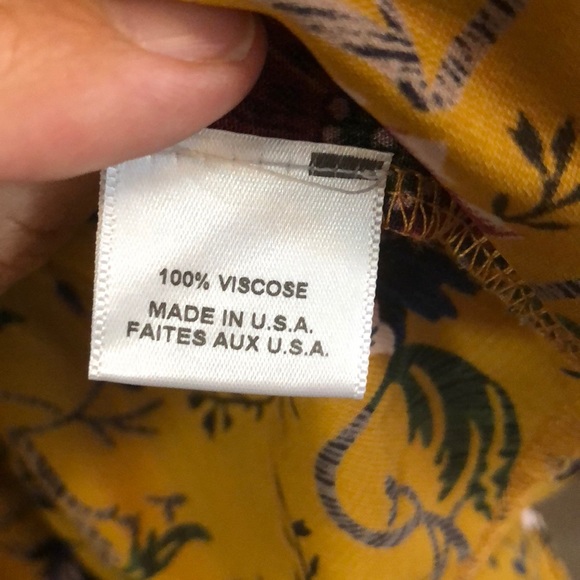 100% VISCOSE
MADE IN U.S.A.
FAITES AUX U.S.A.